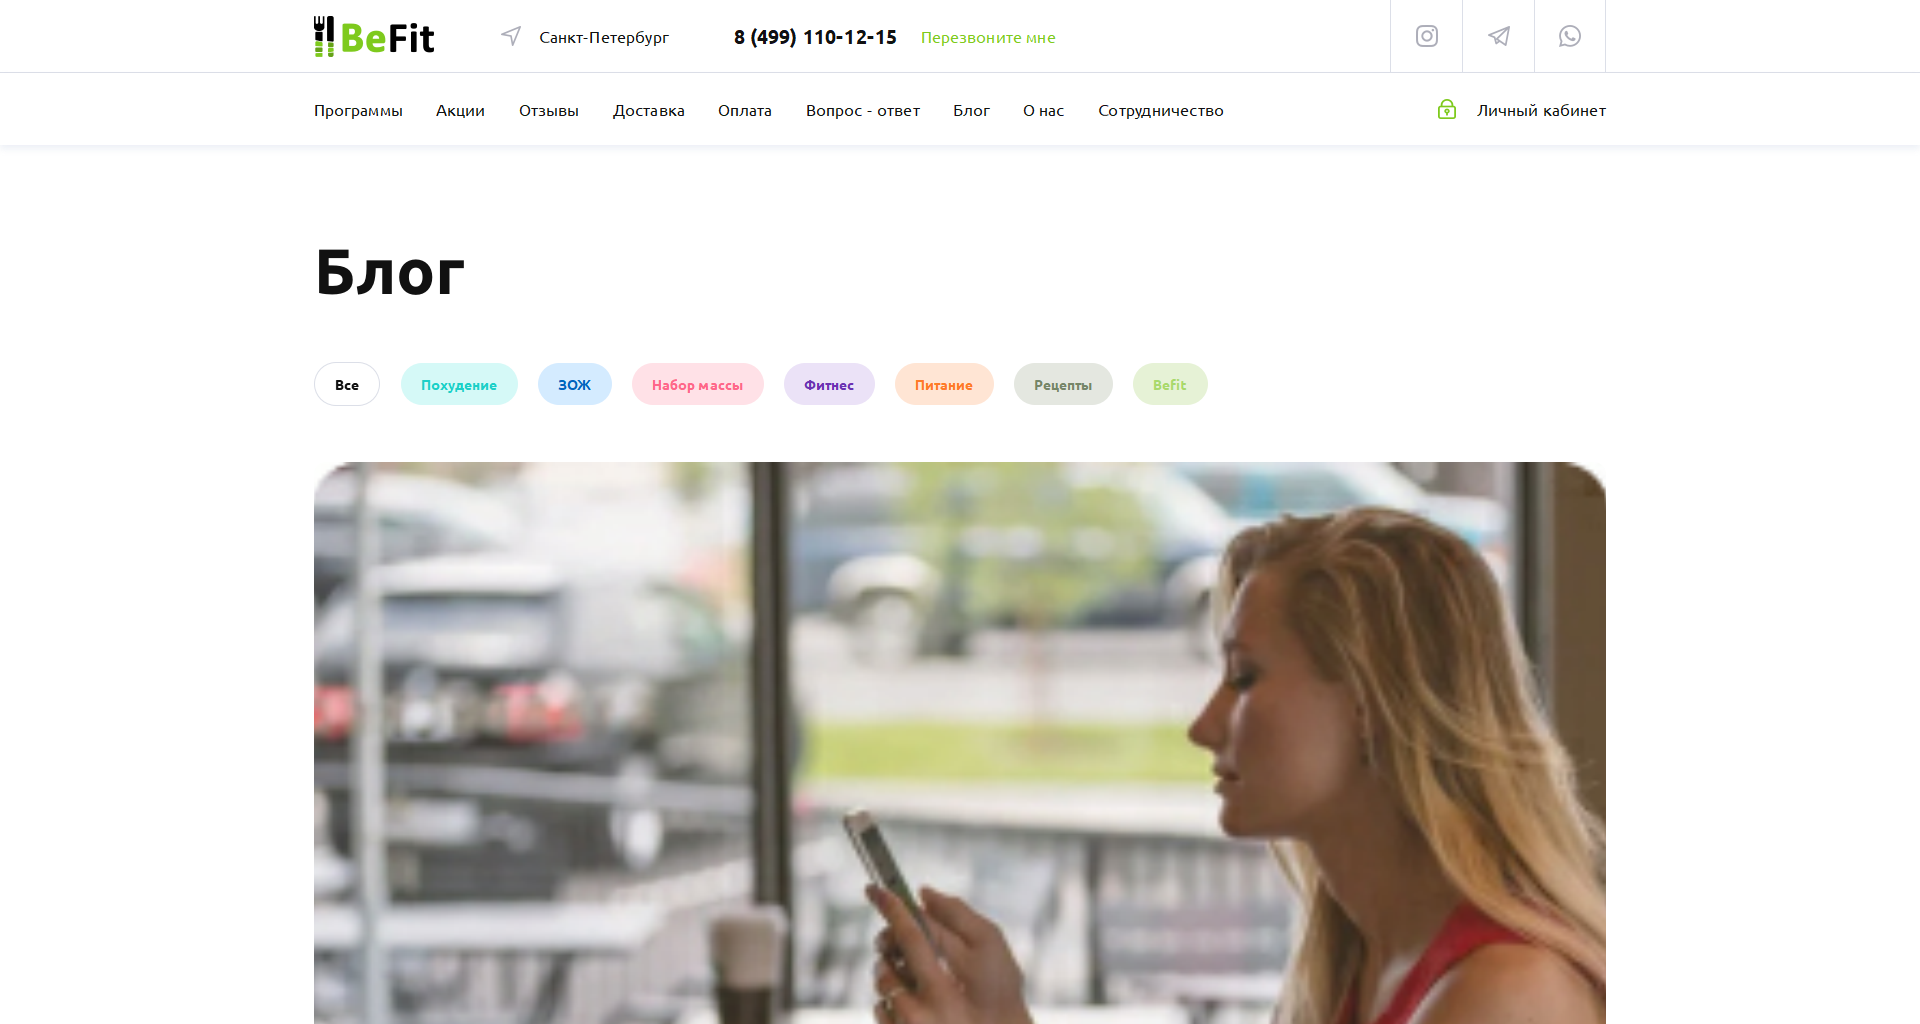 BeFit
Санкт-Петербург
8 (499) 110-12-15
Перезвоните мне
Программы
Акции
Отзывы
Доставка
Оплата
Вопрос - ответ
Блог
О нас
Сотрудничество
Личный кабинет
Блог
Все
Похудение
ЗОЖ
Набор массы
Фитнес
Питание
Рецепты
Befit